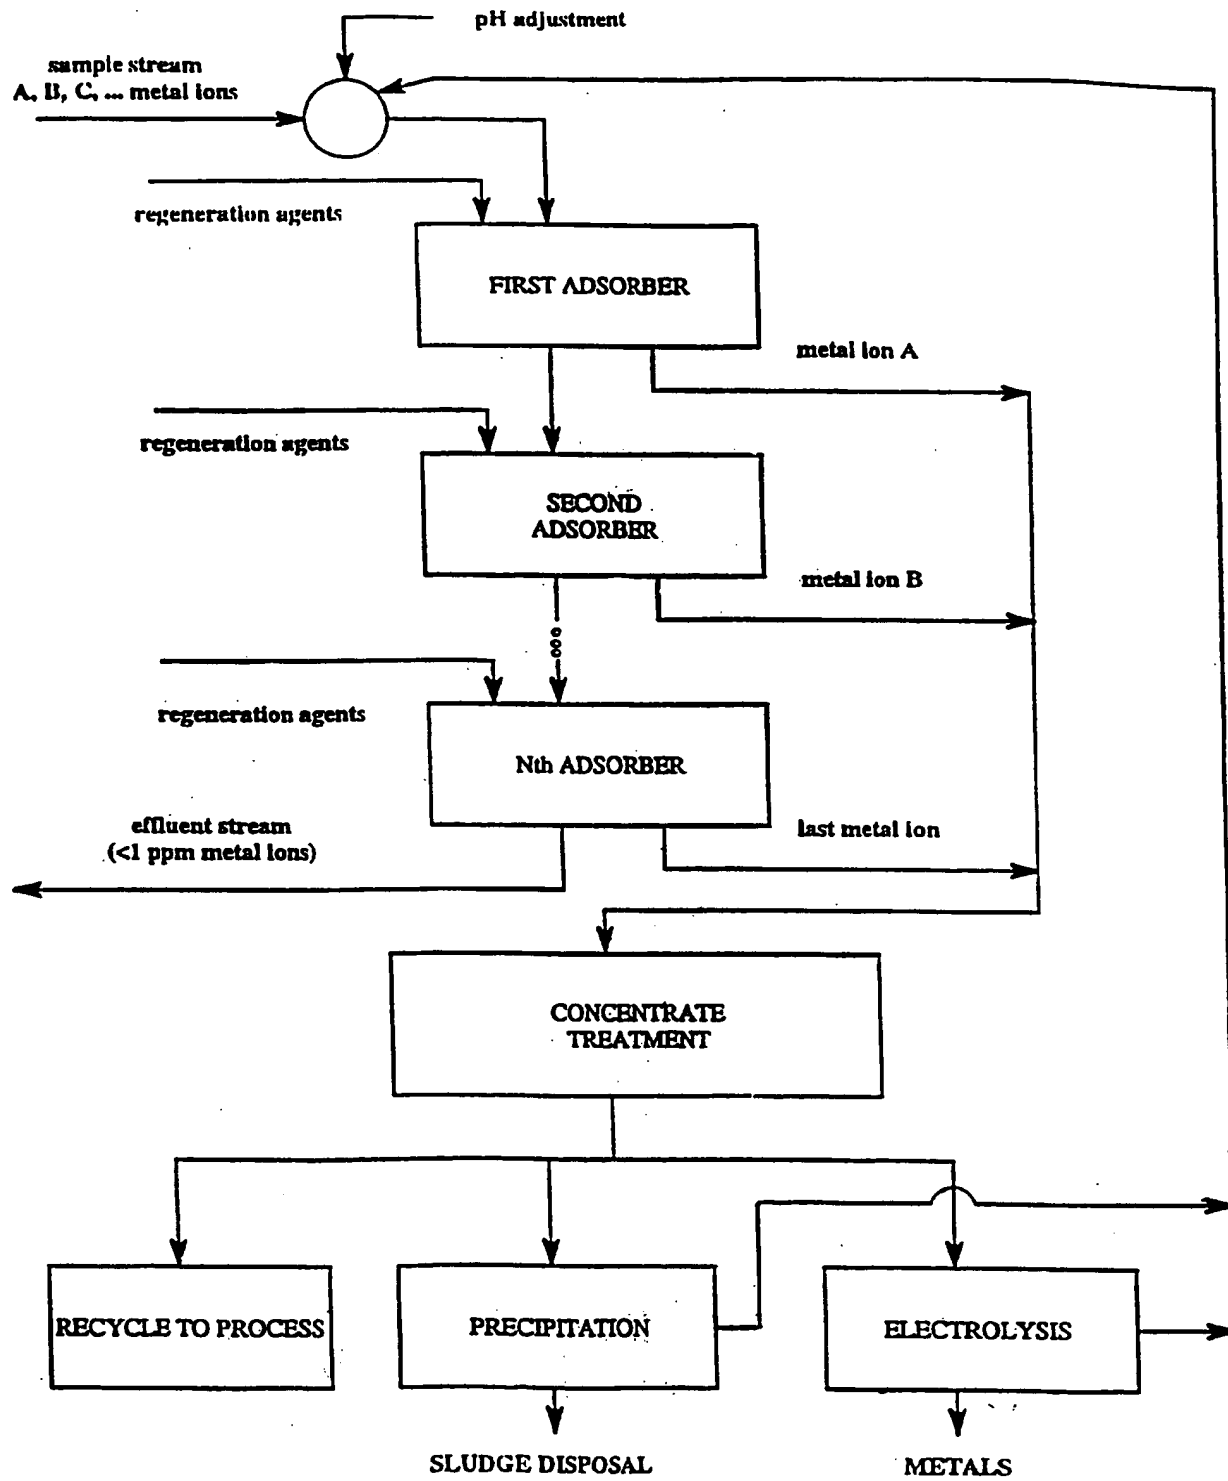 pH adjustment
sample stream
A, B, C, ... metal ions
regeneration agents
FIRST ADSORBER
metal ion A
regeneration agents
SECOND
ADSORBER
metal ion B
regeneration agents
Nth ADSORBER
effluent stream
(<1 ppm metal ions)
last metal ion
CONCENTRATE
TREATMENT
RECYCLE TO PROCESS
PRECIPITATION
ELECTROLYSIS
SLUDGE DISPOSAL
METALS